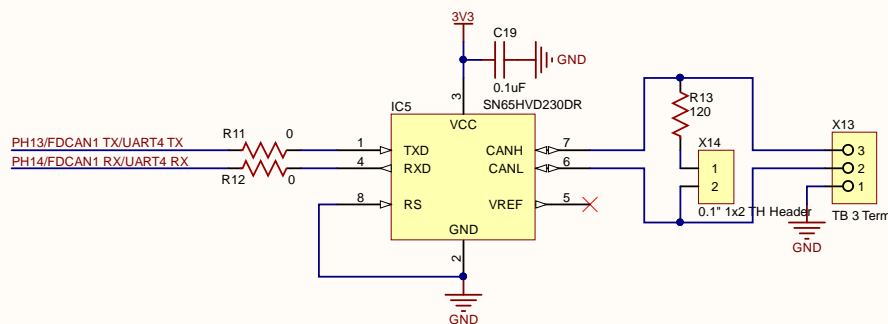 3V3
C19
GND
0.1uF
IC5
SN65HVD230DR
3
VCC
R13
120
X13
R11
0
PH13/FDCAN1 TX/UART4 TX
1
TXD
CANH
7
X14
3
PH14/FDCAN1 RX/UART4 RX
4
RXD
CANL
6
1
2
R12
0
2
1
8
RS
VREF
5
0.1" 1x2 TH Header
TB 3 Term
GND
2
GND
GND